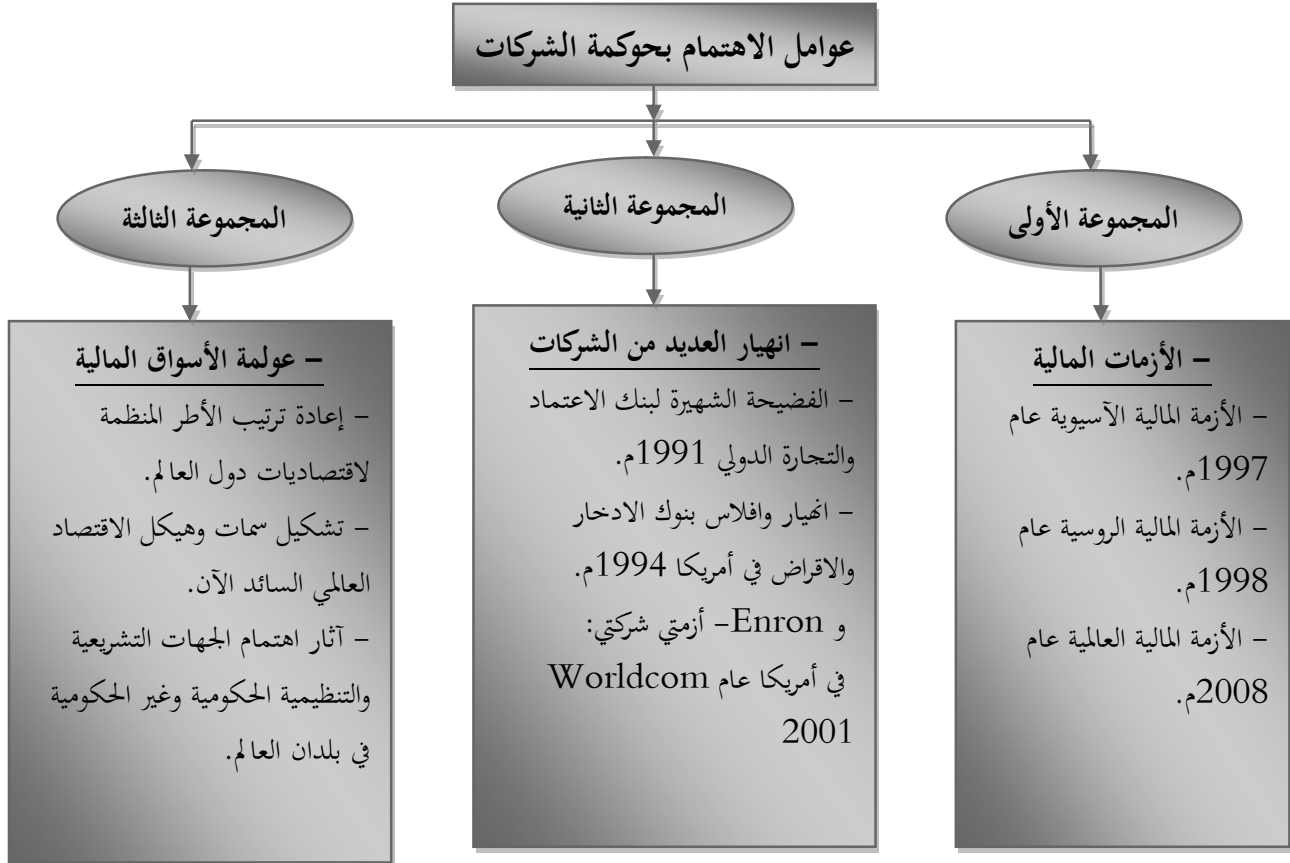 عوامل الاهتمام بحوكمة الشركات
المجموعة الأولى
المجموعة الثانية
المجموعة الثالثة
– الأزمات المالية
– الأزمة المالية الآسيوية عام
1997م.
– الأزمة المالية الروسية عام
1998م.
– الأزمة المالية العالمية عام
2008م.
– انهيار العديد من الشركات
– الفضيحة الشهيرة لبنك الاعتماد
والتجارة الدولي 1991م.
– انهيار وافلاس بنوك الادخار
والاقراض في أمريكا 1994م.
و Enron– أزمتي شركتي:
في أمريكا عام Worldcom
2001
– عولمة الأسواق المالية
– إعادة ترتيب الأطر المنظمة
لاقتصاديات دول العالم.
– تشكيل سمات وهيكل الاقتصاد
العالمي السائد الآن.
– آثار اهتمام الجهات التشريعية
والتنظيمية الحكومية وغير الحكومية
في بلدان العالم.